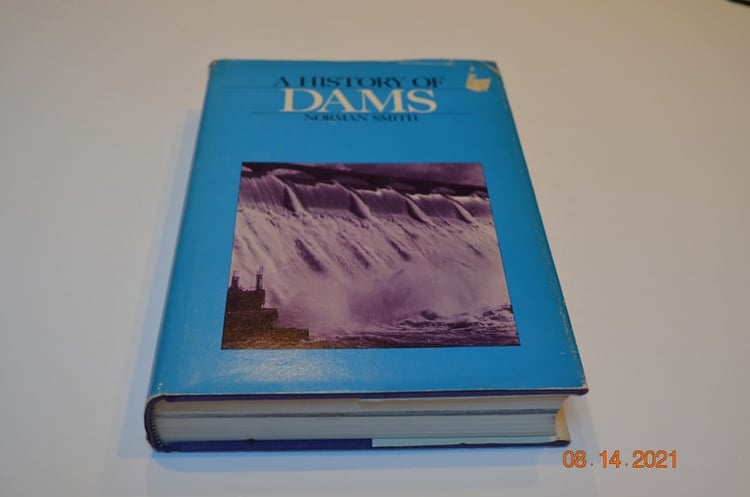 A HISTORY OF
DAMS
NORMAN SMITH
08.14.2021